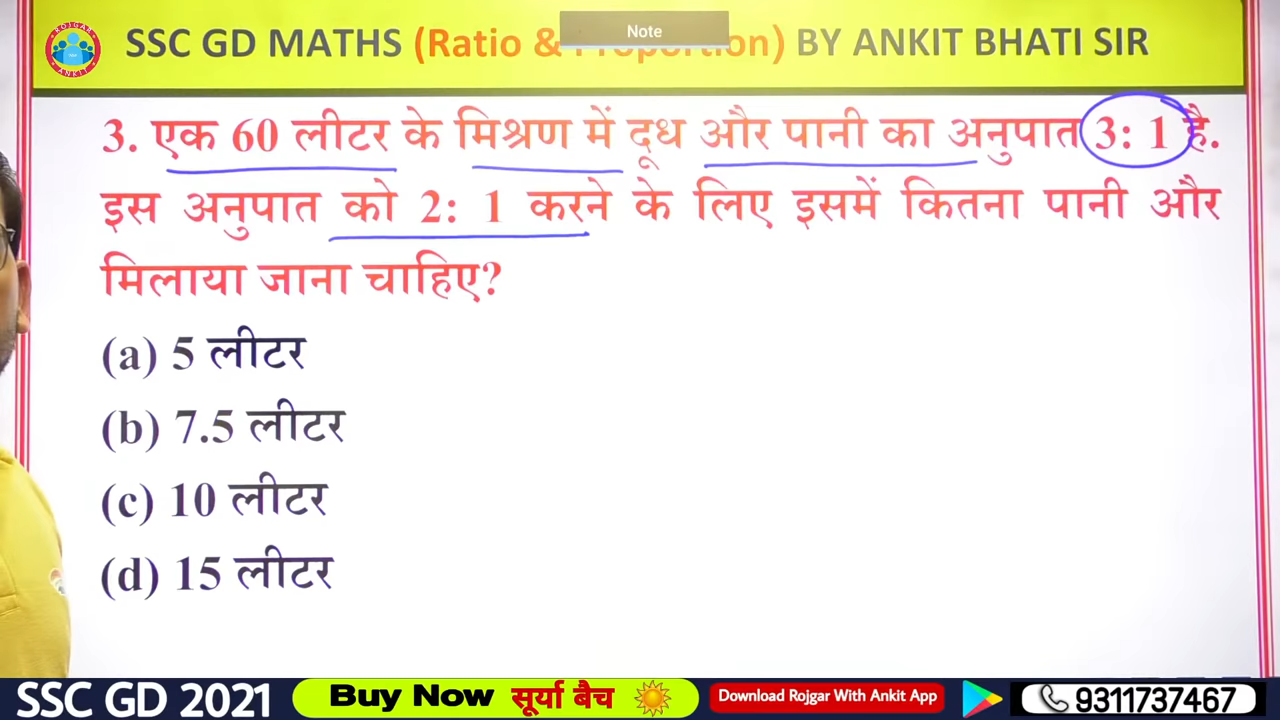 ROJGAR
ANKIT
SSC GD MATHS (Ratio & Proportion) BY ANKIT BHATI SIR
Note
3. एक 60 लीटर के मिश्रण में दूध और पानी का अनुपात 3: 1 है.
इस अनुपात को 2: 1 करने के लिए इसमें कितना पानी और
मिलाया जाना चाहिए?
(a) 5 लीटर
(b) 7.5 लीटर
(c) 10 लीटर
(d) 15 लीटर
SSC GD 2021 Buy Now सूर्या बैच Download Rojgar With Ankit App 9311737467